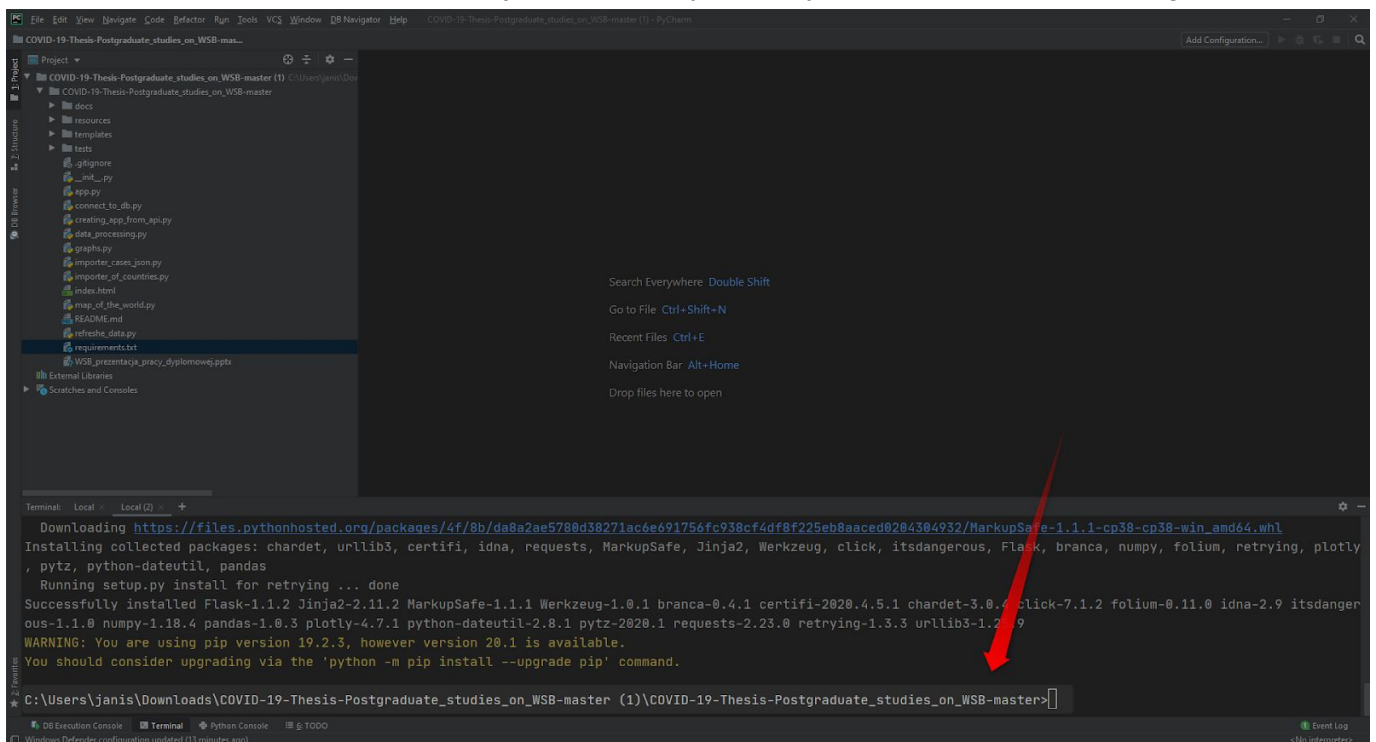 File Edit View Navigate Code Refactor Run Tools VCS Window DB Navigator Help COVID-19-Thesis-Postgraduate_studies_on_WSB-master (1) - PyCharm
COVID-19-Thesis-Postgraduate_studies_on_WSB-mas...
Add Configuration...
1: Project
Project
COVID-19-Thesis-Postgraduate_studies_on_WSB-master (1) C:\Users\janis\Dov
COVID-19-Thesis-Postgraduate_studies_on_WSB-master
docs
resources
templates
tests
.gitignore
__init__.py
app.py
connect_to_db.py
creating_app_from_api.py
data_processing.py
graphs.py
importer_cases_json.py
importer_of_countries.py
index.html
map_of_the_world.py
README.md
refreshe_data.py
requirements.txt
WSB_prezentacja_pracy_dyplomowej.pptx
External Libraries
Scratches and Consoles
7: Structure
DB Browser
2: Favorites
Search Everywhere Double Shift
Go to File Ctrl+Shift+N
Recent Files Ctrl+E
Navigation Bar Alt+Home
Drop files here to open
Terminal: Local × Local (2) × +
Downloading https://files.pythonhosted.org/packages/4f/8b/da8a2ae5780d38271ac6e691756fc938cf4df8f225eb8aaced0204304932/MarkupSafe-1.1.1-cp38-cp38-win_amd64.whl
Installing collected packages: chardet, urllib3, certifi, idna, requests, MarkupSafe, Jinja2, Werkzeug, click, itsdangerous, Flask, branca, numpy, folium, retrying, plotly
, pytz, python-dateutil, pandas
Running setup.py install for retrying ... done
Successfully installed Flask-1.1.2 Jinja2-2.11.2 MarkupSafe-1.1.1 Werkzeug-1.0.1 branca-0.4.1 certifi-2020.4.5.1 chardet-3.0.4 click-7.1.2 folium-0.11.0 idna-2.9 itsdanger
ous-1.1.0 numpy-1.18.4 pandas-1.0.3 plotly-4.7.1 python-dateutil-2.8.1 pytz-2020.1 requests-2.23.0 retrying-1.3.3
WARNING: You are using pip version 19.2.3, however version 20.1 is available.
You should consider upgrading via the 'python -m pip install --upgrade pip' command.
C:\Users\janis\Downloads\COVID-19-Thesis-Postgraduate_studies_on_WSB-master (1)\COVID-19-Thesis-Postgraduate_studies_on_WSB-master>
DB Execution Console Terminal Python Console 6: TODO
1 Event Log
Windows Defender configuration updated (13 minutes ago)
<No interpreter>